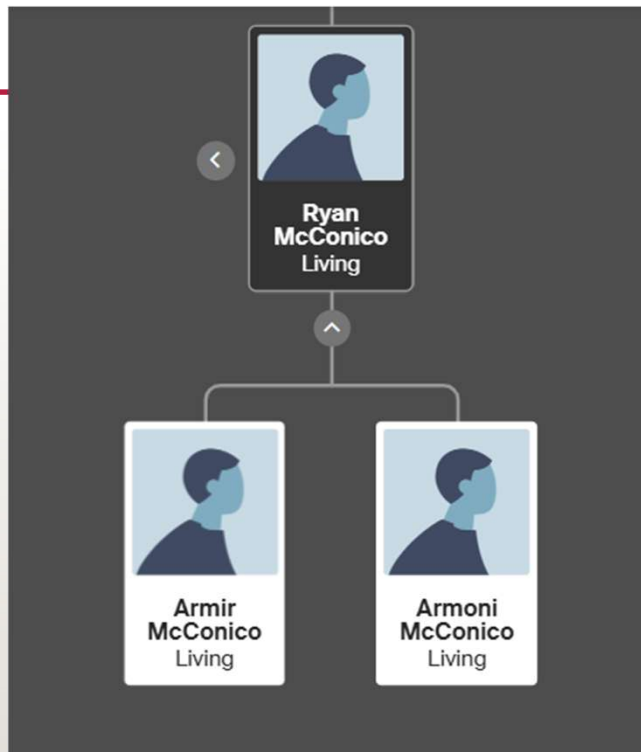 Ryan
McConico
Living
Armir
McConico
Living
Armoni
McConico
Living